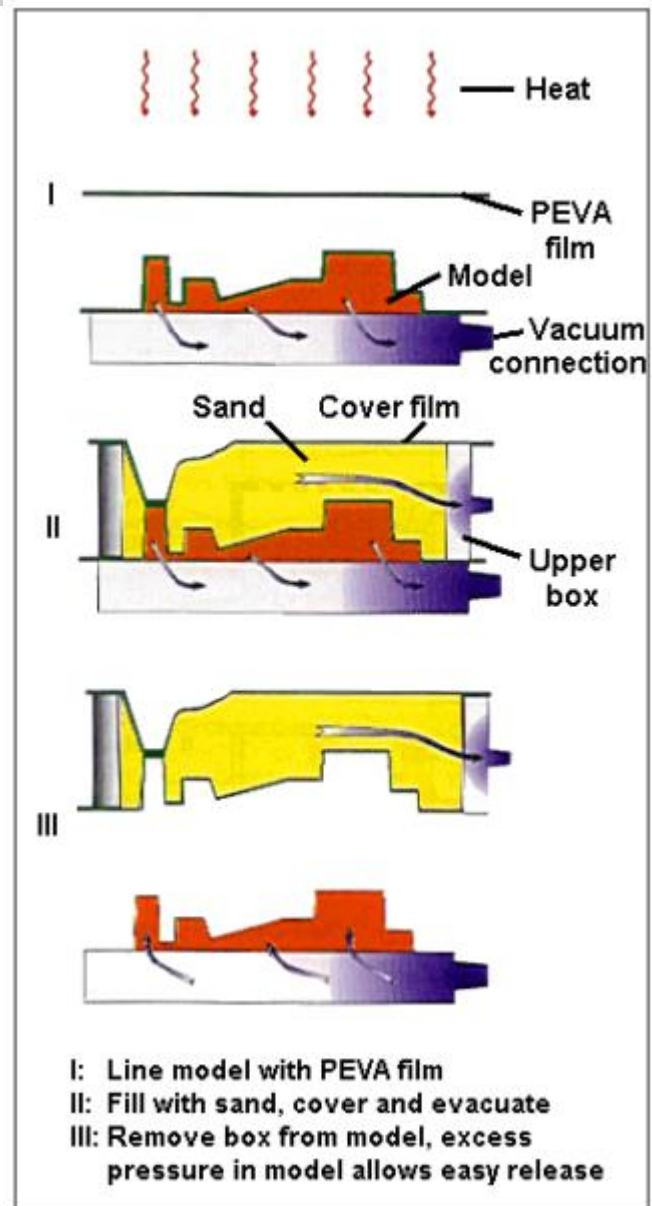 Heat
I
PEVA
film
Model
Vacuum
connection
Sand
Cover film
II
Upper
box
III
I: Line model with PEVA film
II: Fill with sand, cover and evacuate
III: Remove box from model, excess
pressure in model allows easy release